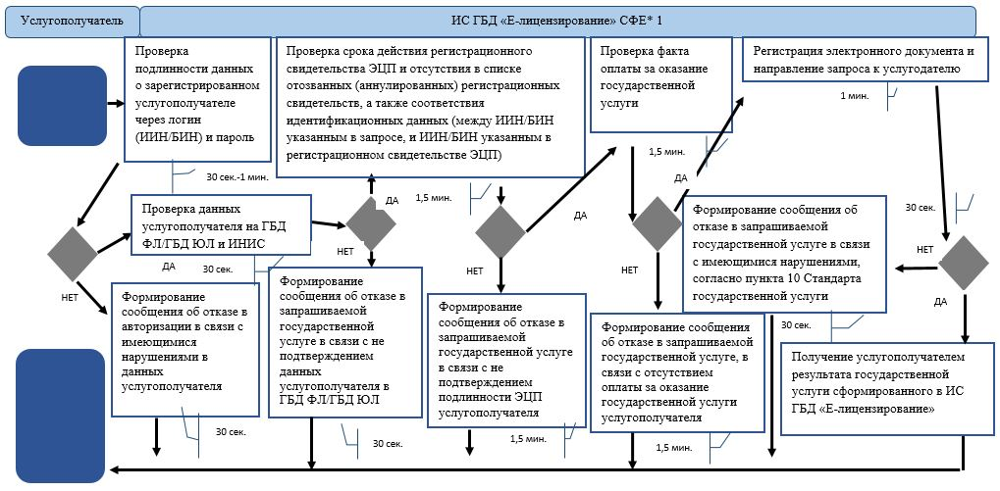 Услугополучатель
ИС ГБД «Е-лицензирование» СФЕ* 1
Проверка
подлинности данных
о зарегистрированном
услугополучателе
через логин
(ИИН/БИН) и пароль
Проверка срока действия регистрационного
свидетельства ЭЦП и отсутствия в списке
отозванных (аннулированных) регистрационных
свидетельств, а также соответствия
идентификационных данных (между ИИН/БИН
указанным в запросе, и ИИН/БИН указанным в
регистрационном свидетельстве ЭЦП)
Проверка факта
оплаты за оказание
государственной
услуги
Регистрация электронного документа и
направление запроса к услугодателю
1 мин.
1,5 мин.
30 сек.-1 мин.
ДА
1,5 мин.
ДА
ДА
30 сек.
Проверка данных
услугополучателя на ГБД
ФЛ/ГБД ЮЛ и ИНИС
ДА
30 сек.
НЕТ
НЕТ
НЕТ
НЕТ
НЕТ
ДА
Формирование сообщения об
отказе в запрашиваемой
государственной услуге в связи
с имеющимися нарушениями,
согласно пункта 10 Стандарта
государственной услуги
30 сек.
Формирование
сообщения об отказе в
авторизации в связи с
имеющимися
нарушениями в
данных
услугополучателя
Формирование
сообщения об отказе в
запрашиваемой
государственной
услуге в связи с не
подтверждением
данных
услугополучателя в
ГБД ФЛ/ГБД ЮЛ
Формирование
сообщения об отказе в
запрашиваемой
государственной услуге
в связи с не
подтверждением
подлинности ЭЦП
услугополучателя
Формирование сообщения
об отказе в запрашиваемой
государственной услуге, в
связи с отсутствием
оплаты за оказание
государственной услуги
услугополучателя
Получение услугополучателем
результата государственной
услуги сформированного в ИС
ГБД «Е-лицензирование»
30 сек.
30 сек.
1,5 мин.
1,5 мин.